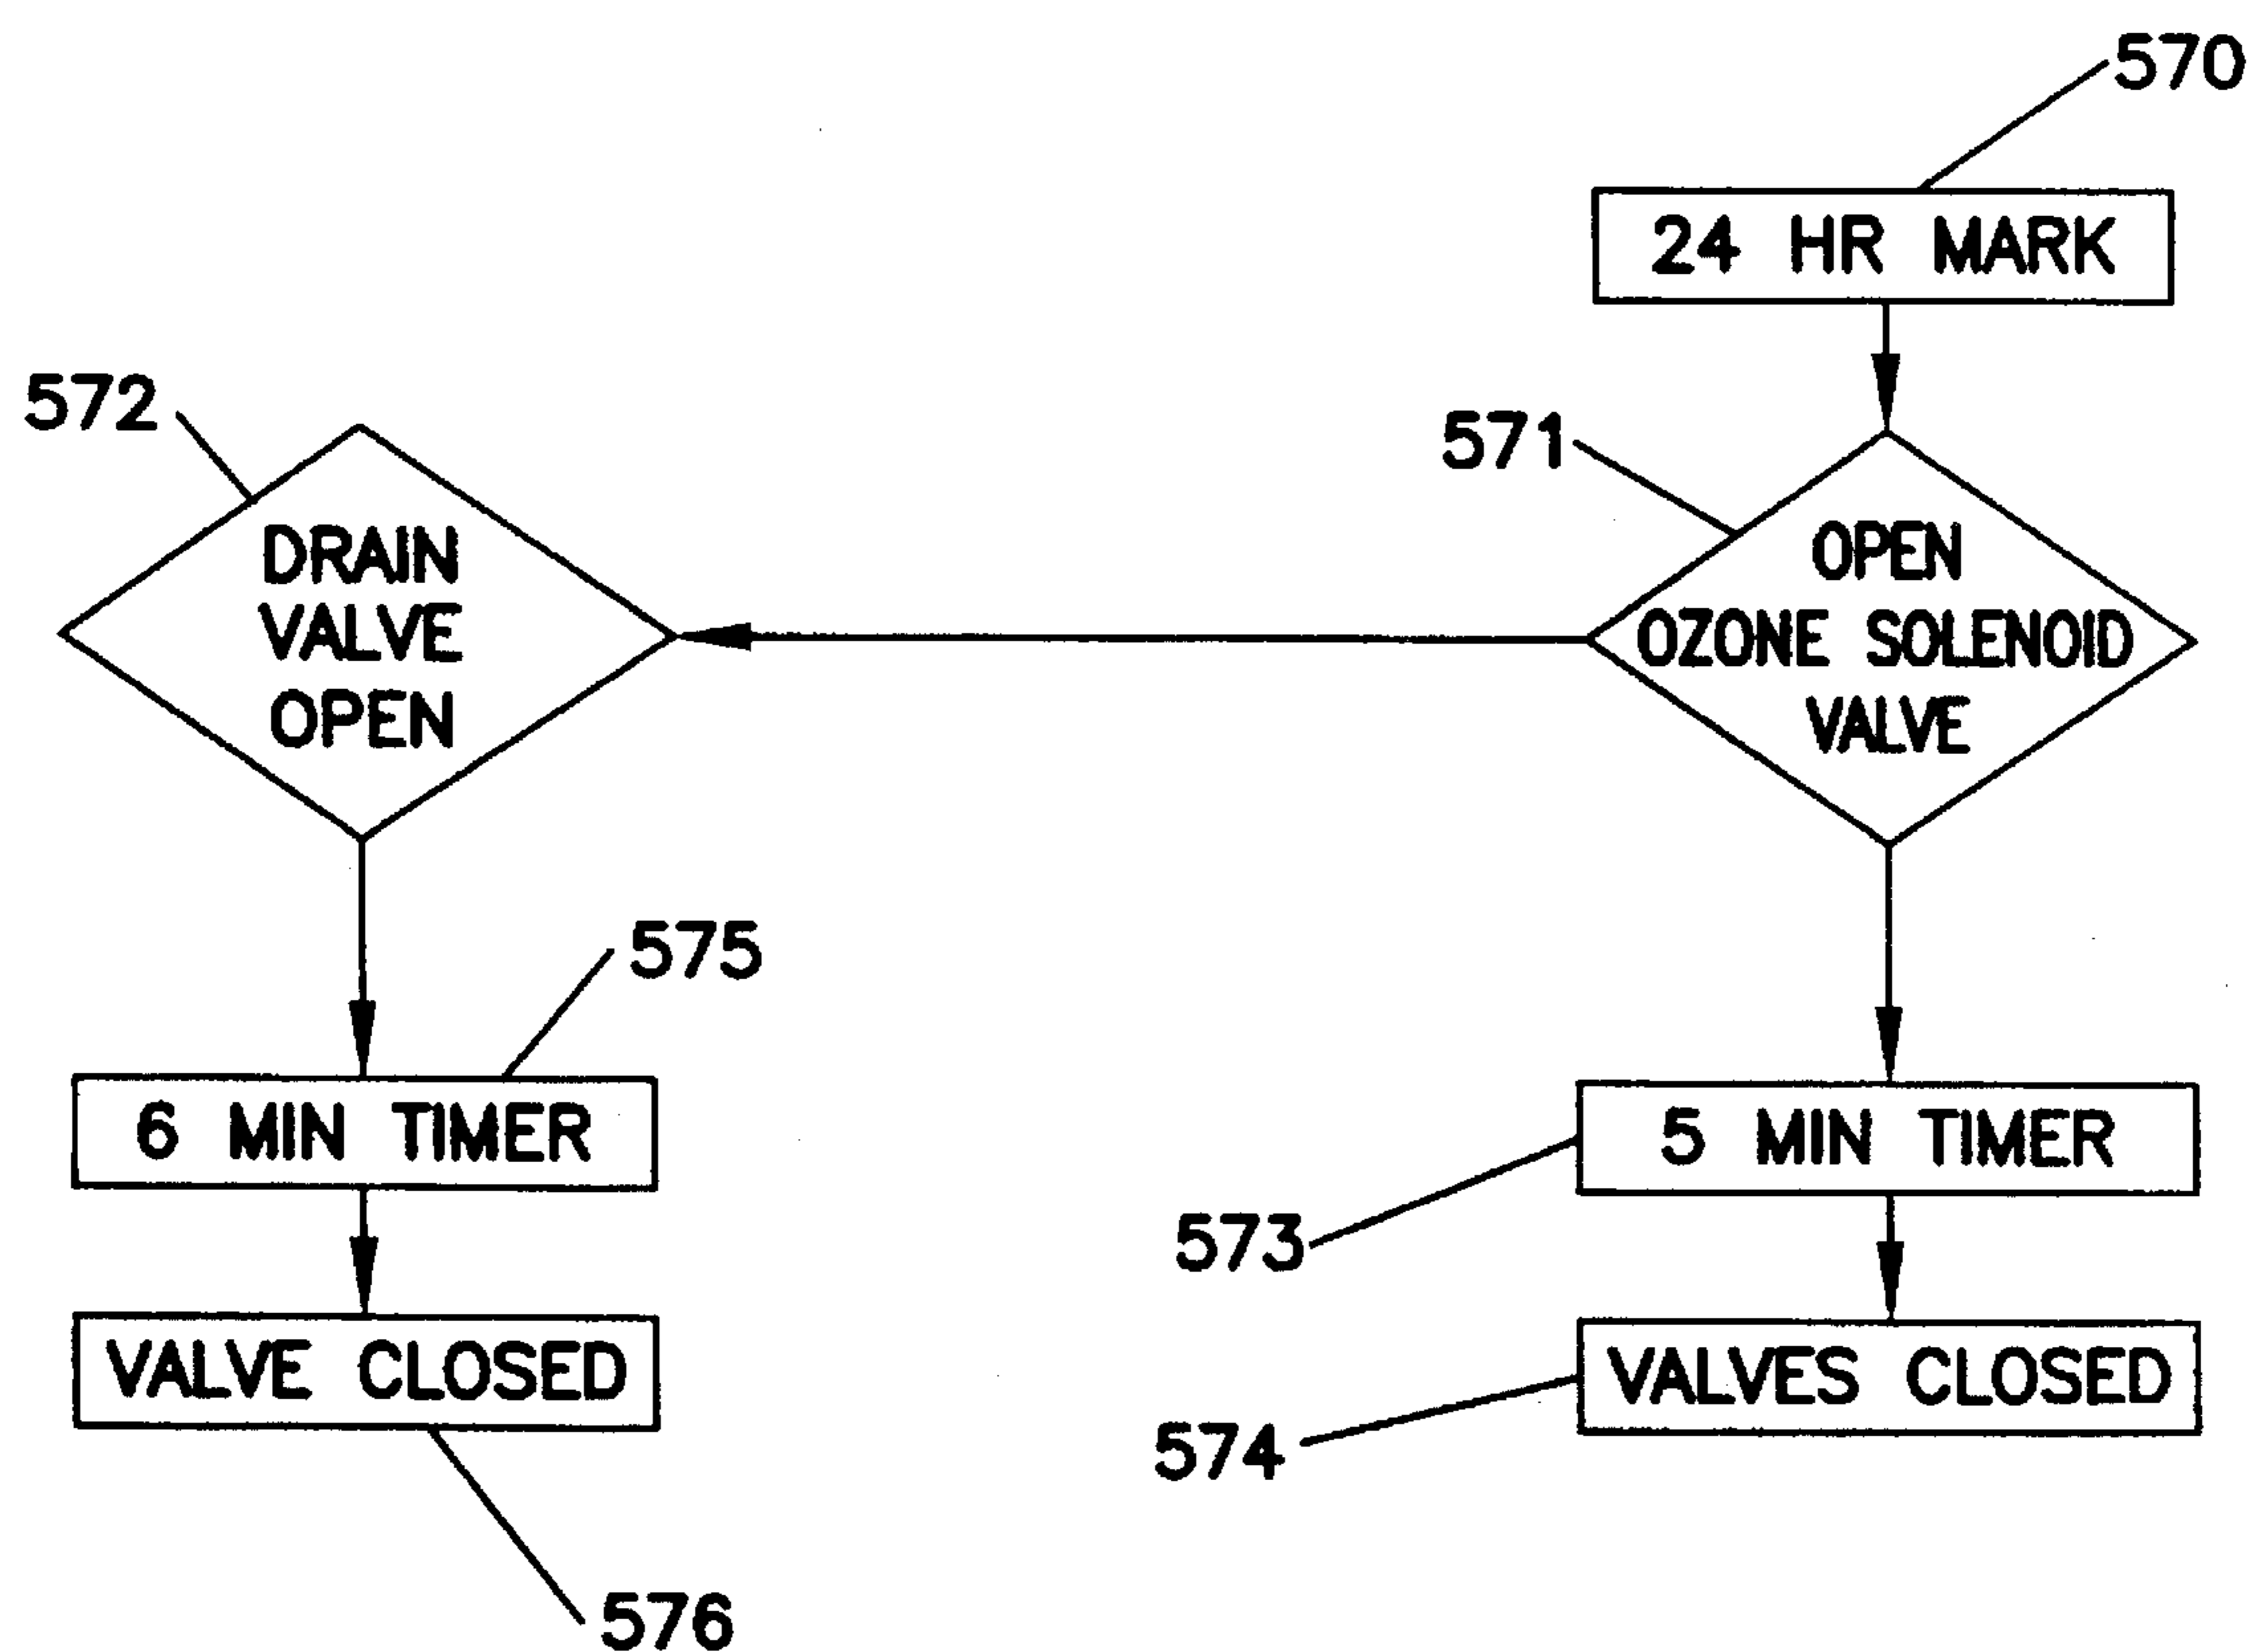 570
24 HR MARK
572
571
DRAIN
VALVE
OPEN
OPEN
OZONE SOLENOID
VALVE
575
6 MIN TIMER
5 MIN TIMER
573
VALVE CLOSED
VALVES CLOSED
574
576